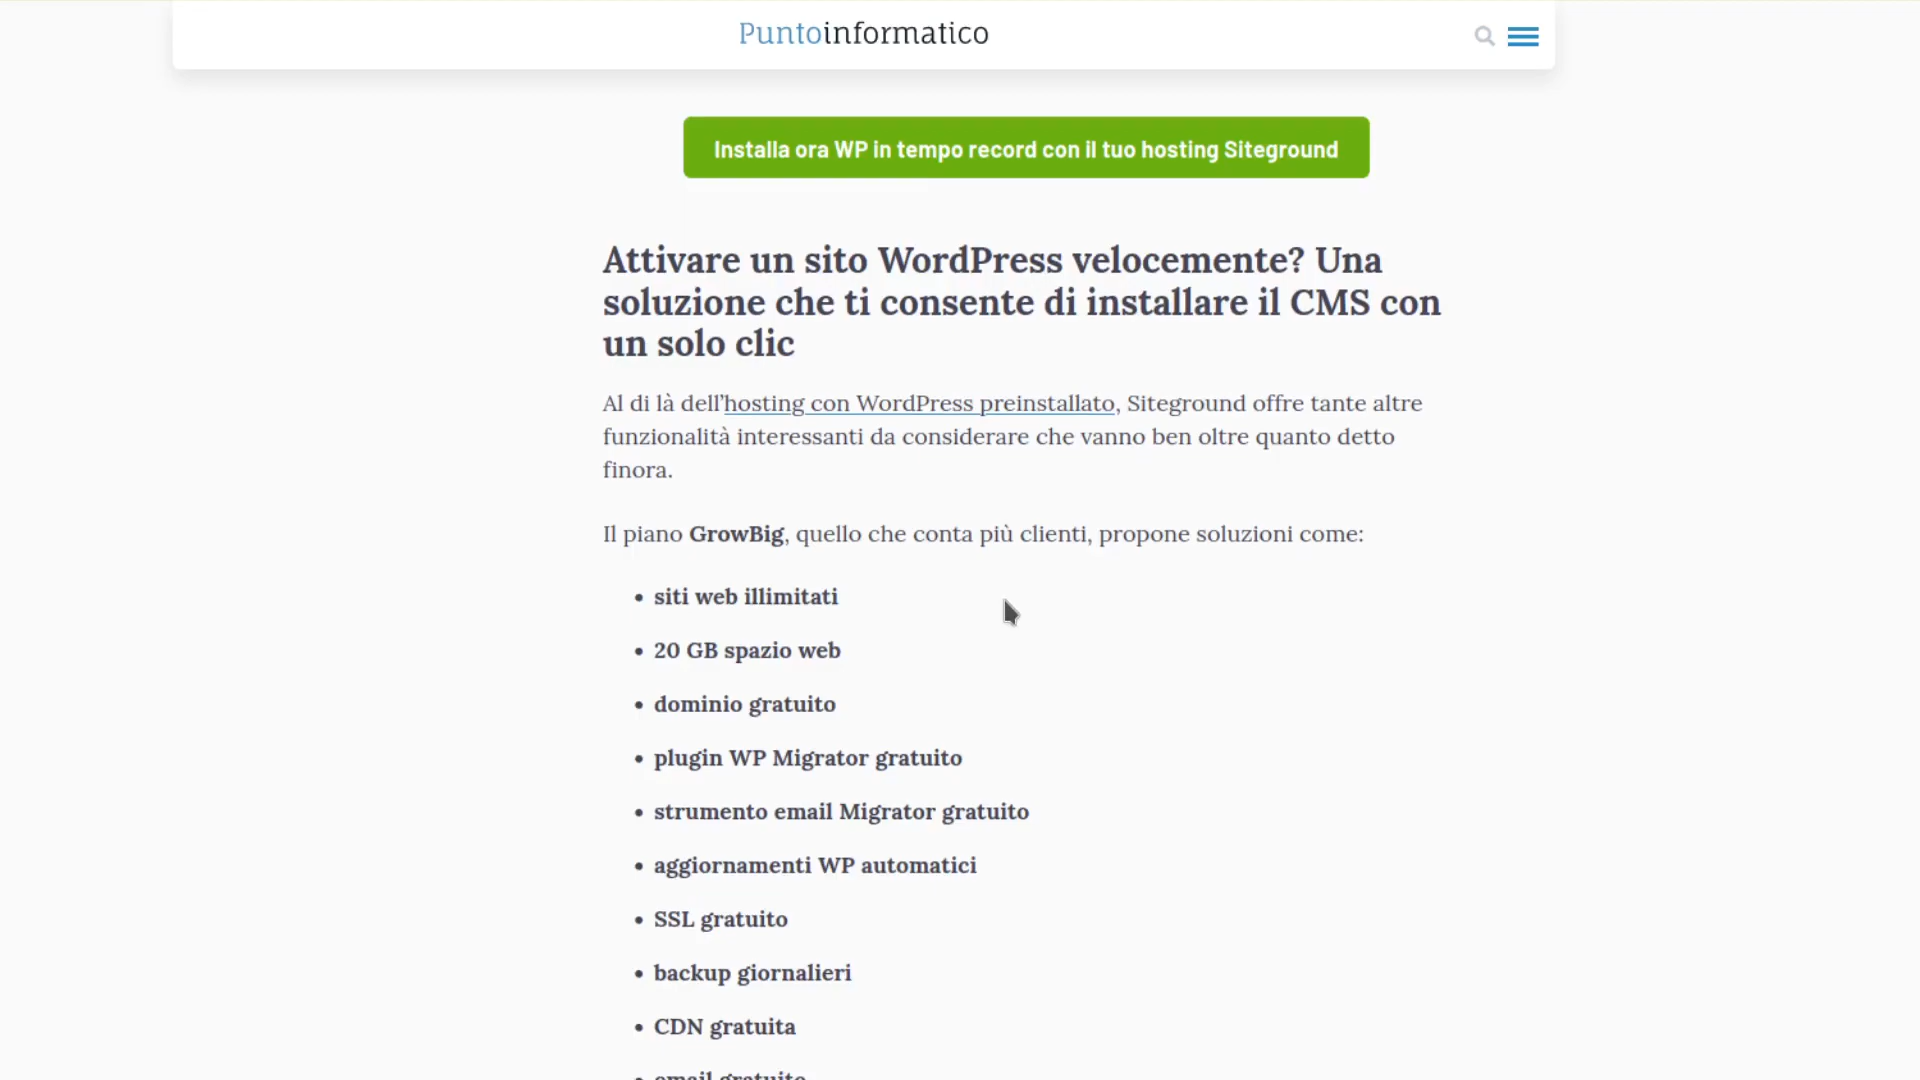 Puntoinformatico
Installa ora WP in tempo record con il tuo hosting Siteground
Attivare un sito WordPress velocemente? Una
soluzione che ti consente di installare il CMS con
un solo clic
Al di là dell'hosting con WordPress preinstallato, Siteground offre tante altre
funzionalità interessanti da considerare che vanno ben oltre quanto detto
finora.
Il piano GrowBig, quello che conta più clienti, propone soluzioni come:
• siti web illimitati
• 20 GB spazio web
• dominio gratuito
• plugin WP Migrator gratuito
• strumento email Migrator gratuito
• aggiornamenti WP automatici
• SSL gratuito
• backup giornalieri
• CDN gratuita
• email gratuite